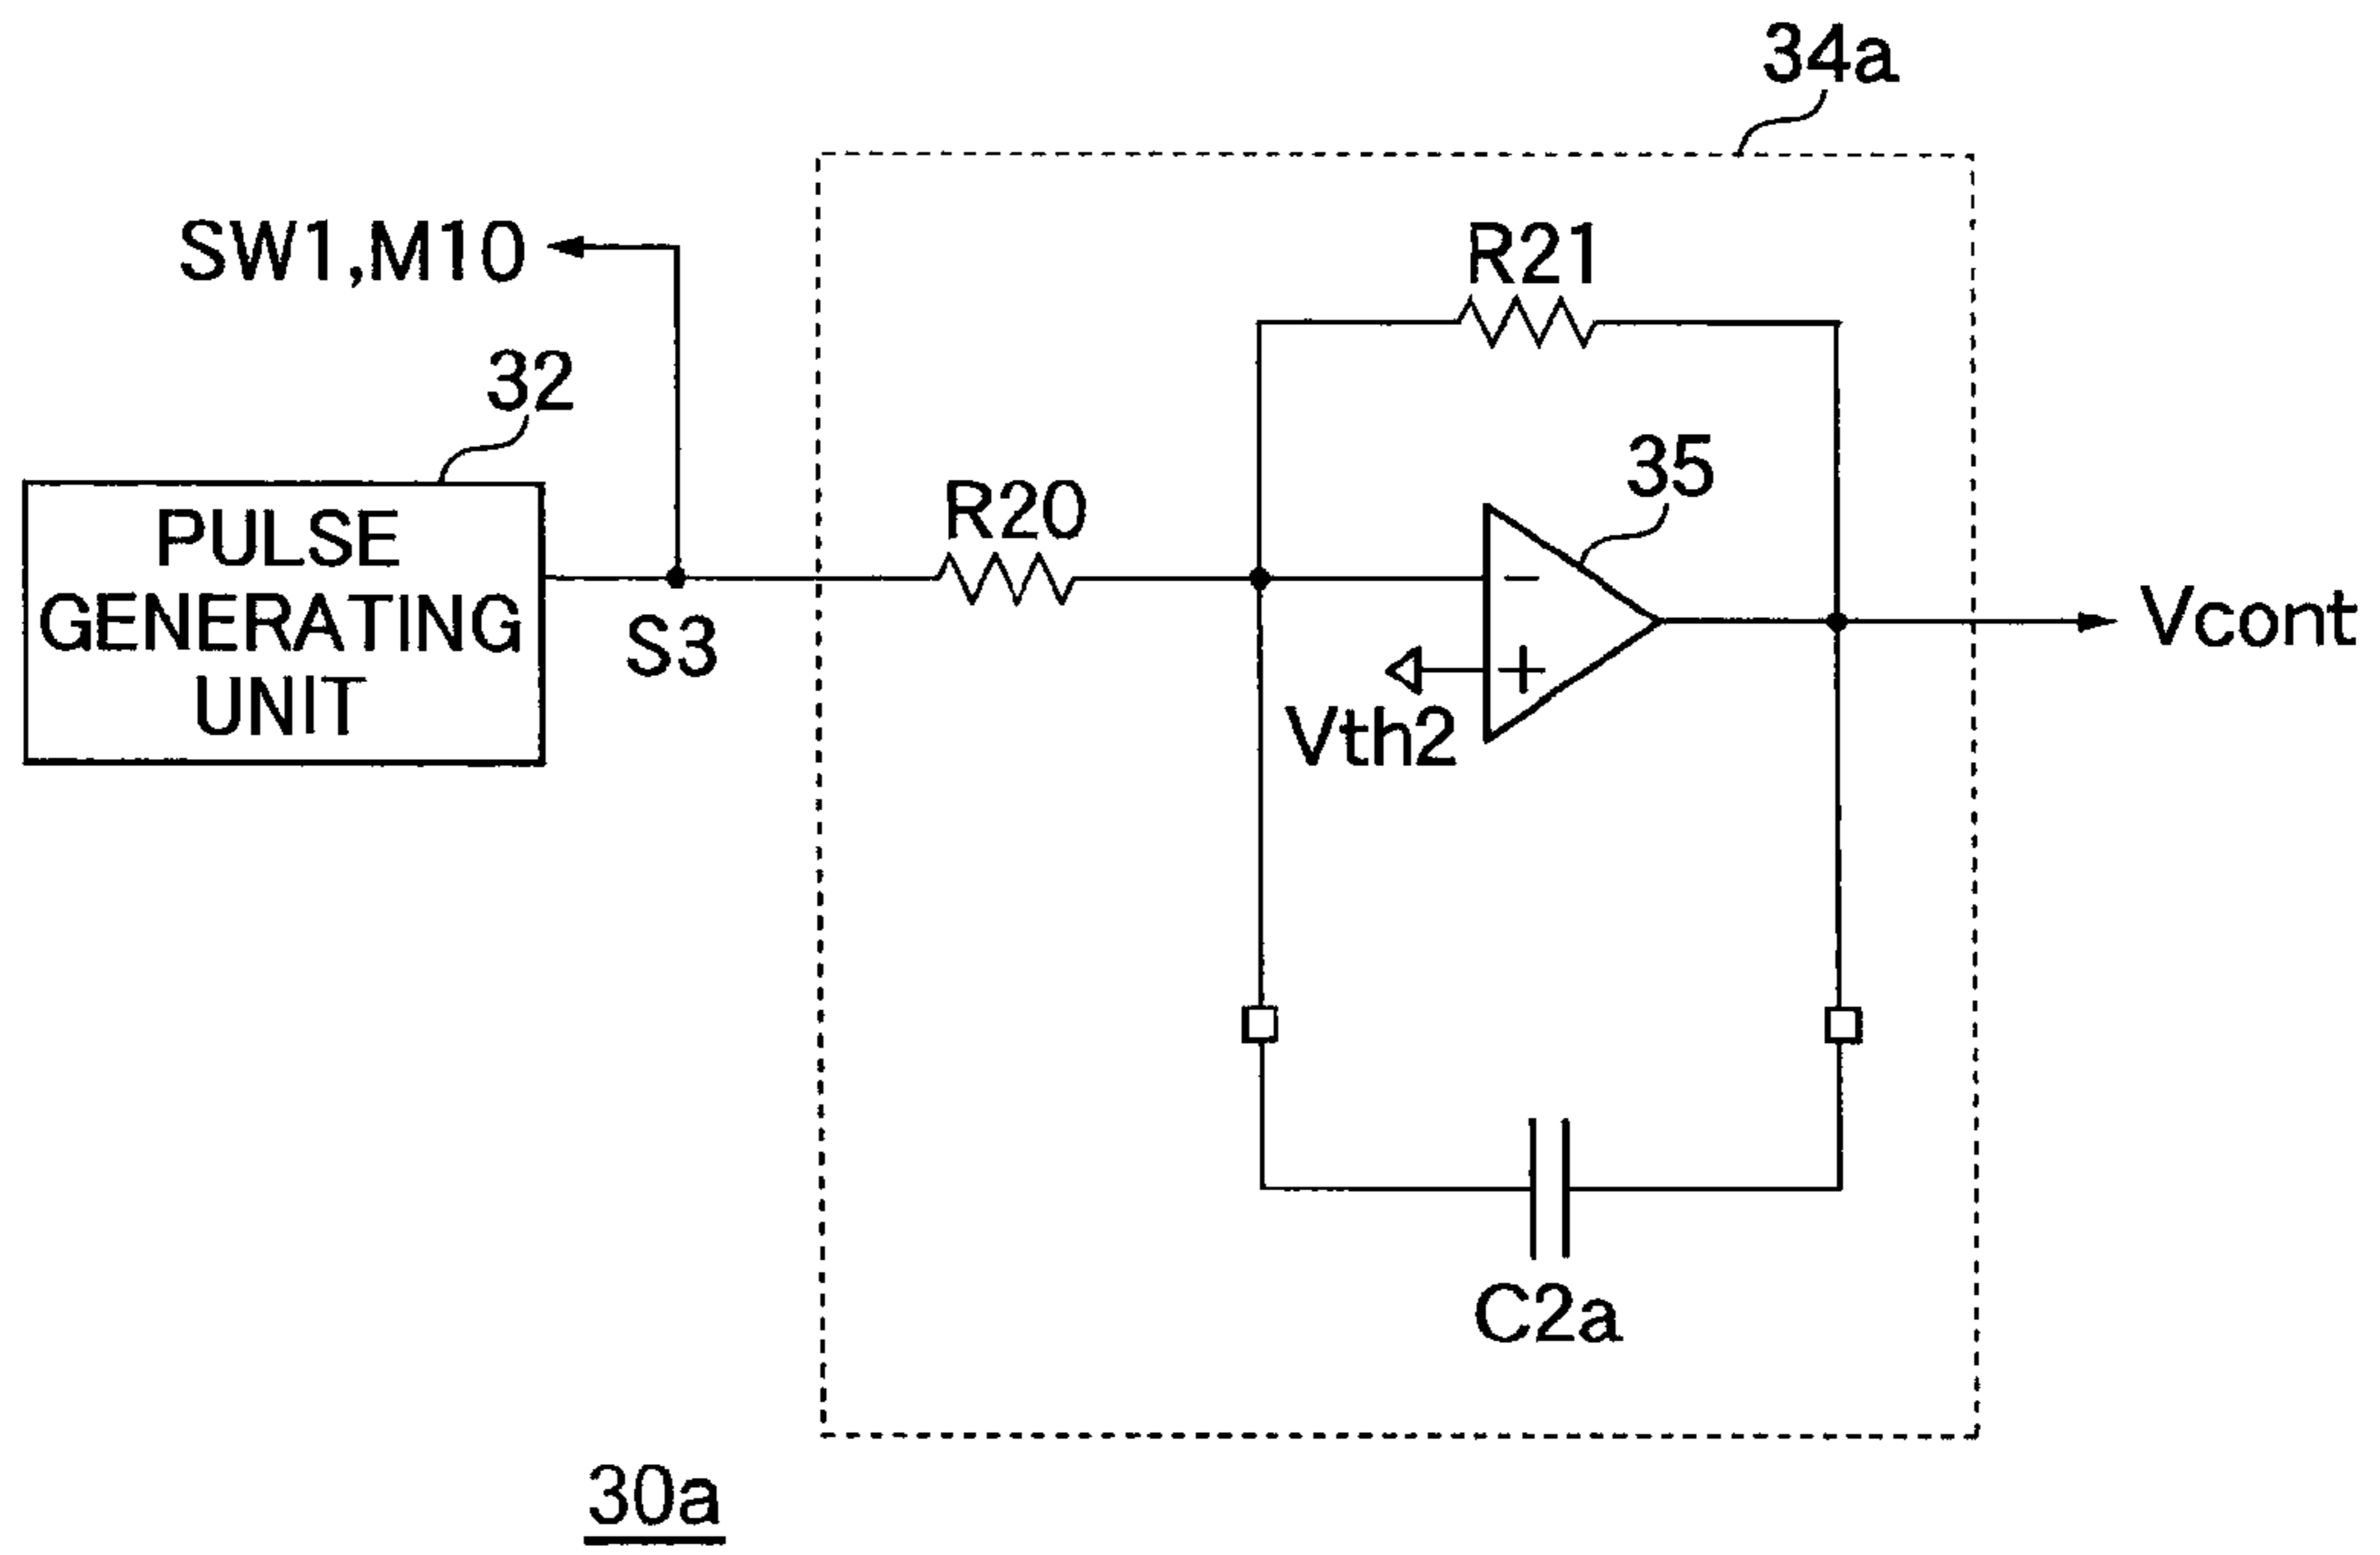 34a
SW1,M10
R21
32
35
R20
PULSE
GENERATING
UNIT
S3
−
+
Vth2
Vcont
C2a
30a